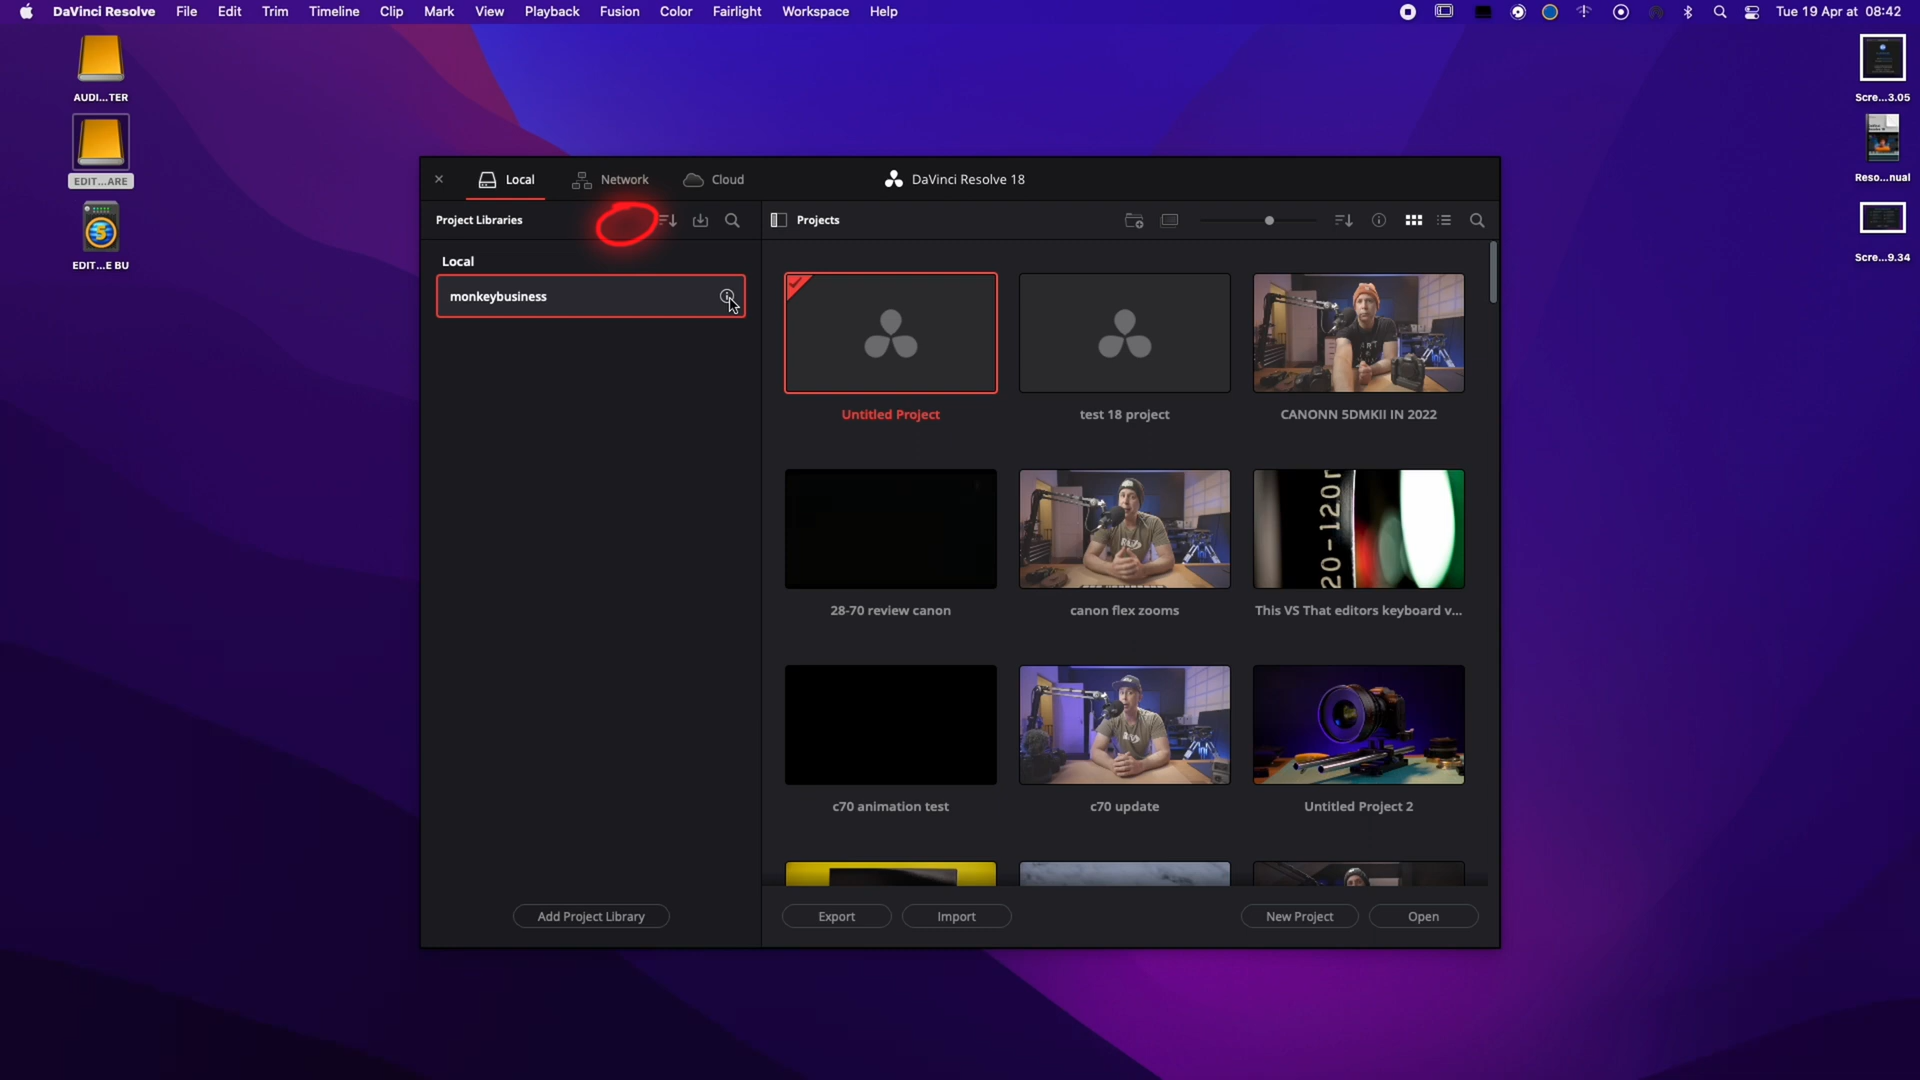 DaVinci Resolve File Edit Trim Timeline Clip Mark View Playback Fusion Color Fairlight Workspace Help Tue 19 Apr at 08:42
AUDI...TER
EDIT...ARE
EDIT...E BU
Scre...3.05
Reso...nual
Scre...9.34
Local Network Cloud DaVinci Resolve 18
Project Libraries
Projects
Local
monkeybusiness
Untitled Project
test 18 project
CANONN 5DMKII IN 2022
28-70 review canon
canon flex zooms
This VS That editors keyboard v...
20-120m
c70 animation test
c70 update
Untitled Project 2
Add Project Library
Export Import New Project Open